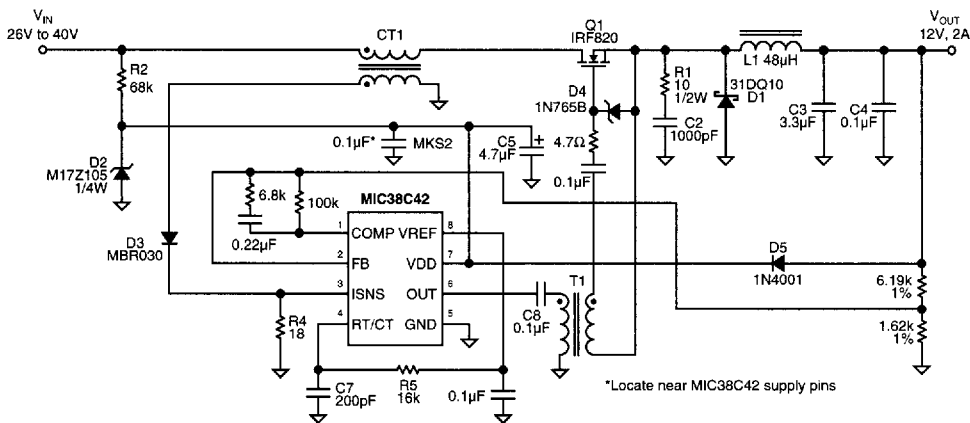 VIN
26V to 40V
CT1
Q1
IRF820
VOUT
12V, 2A
R2
68k
D4
1N765B
R1
10
1/2W
C2
1000pF
L1 48µH
31DQ10
D1
C3
3.3µF
C4
0.1µF
0.1µF*
MKS2
C5
4.7µF
+
4.7Ω
0.1µF
D2
M17Z105
1/4W
6.8k
100k
0.22µF
MIC38C42
D3
MBR030
1 COMP VREF 8
2 FB VDD 7
3 ISNS OUT 6
4 RT/CT GND 5
D5
1N4001
6.19k
1%
1.62k
1%
T1
C8
0.1µF
R4
18
C7
200pF
R5
16k
0.1µF
*Locate near MIC38C42 supply pins